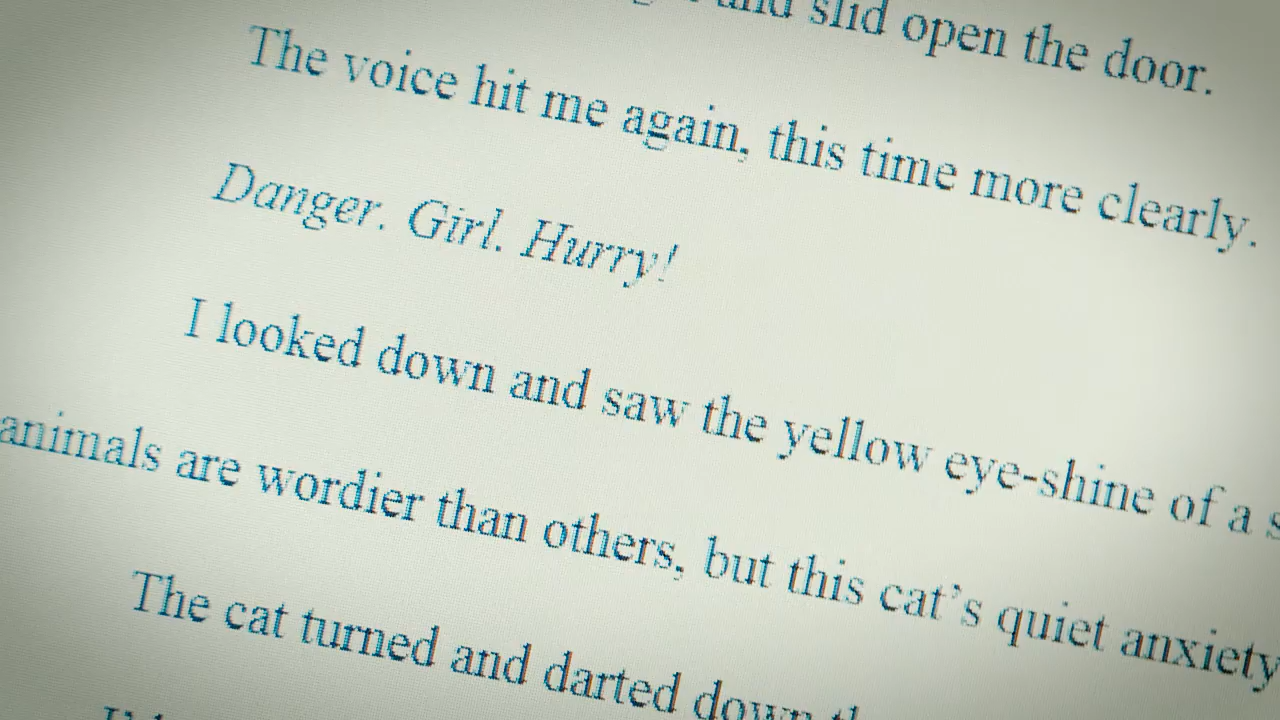 and slid open the door.
The voice hit me again, this time more clearly.
Danger. Girl. Hurry!
I looked down and saw the yellow eye-shine of a
animals are wordier than others, but this cat’s quiet anxiety
The cat turned and darted down